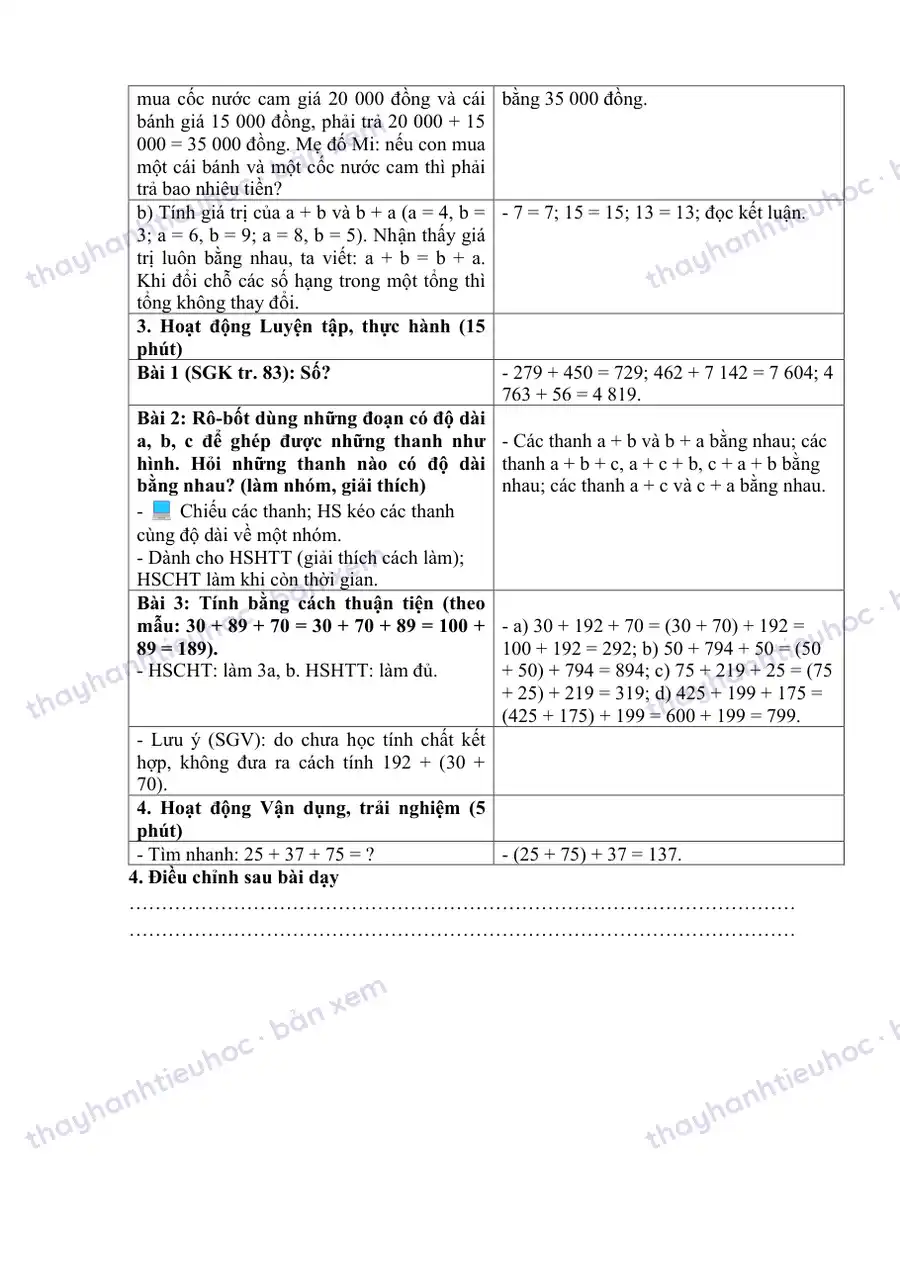 mua cốc nước cam giá 20 000 đồng và cái
bánh giá 15 000 đồng, phải trả 20 000 + 15
000 = 35 000 đồng. Mẹ đố Mi: nếu con mua
một cái bánh và một cốc nước cam thì phải
trả bao nhiêu tiền?
bằng 35 000 đồng.
b) Tính giá trị của a + b và b + a (a = 4, b =
3; a = 6, b = 9; a = 8, b = 5). Nhận thấy giá
trị luôn bằng nhau, ta viết: a + b = b + a.
Khi đổi chỗ các số hạng trong một tổng thì
tổng không thay đổi.
- 7 = 7; 15 = 15; 13 = 13; đọc kết luận.
3. Hoạt động Luyện tập, thực hành (15
phút)
Bài 1 (SGK tr. 83): Số?
- 279 + 450 = 729; 462 + 7 142 = 7 604; 4
763 + 56 = 4 819.
Bài 2: Rô-bốt dùng những đoạn có độ dài
a, b, c để ghép được những thanh như
hình. Hỏi những thanh nào có độ dài
bằng nhau? (làm nhóm, giải thích)
- Chiếu các thanh; HS kéo các thanh
cùng độ dài về một nhóm.
- Dành cho HSHTT (giải thích cách làm);
HSCHT làm khi còn thời gian.
- Các thanh a + b và b + a bằng nhau; các
thanh a + b + c, a + c + b, c + a + b bằng
nhau; các thanh a + c và c + a bằng nhau.
Bài 3: Tính bằng cách thuận tiện (theo
mẫu: 30 + 89 + 70 = 30 + 70 + 89 = 100 +
89 = 189).
- HSCHT: làm 3a, b. HSHTT: làm đủ.
- a) 30 + 192 + 70 = (30 + 70) + 192 =
100 + 192 = 292; b) 50 + 794 + 50 = (50
+ 50) + 794 = 894; c) 75 + 219 + 25 = (75
+ 25) + 219 = 319; d) 425 + 199 + 175 =
(425 + 175) + 199 = 600 + 199 = 799.
- Lưu ý (SGV): do chưa học tính chất kết
hợp, không đưa ra cách tính 192 + (30 +
70).
4. Hoạt động Vận dụng, trải nghiệm (5
phút)
- Tìm nhanh: 25 + 37 + 75 = ?
- (25 + 75) + 37 = 137.
4. Điều chỉnh sau bài dạy
……………………………………………………………………………………………
……………………………………………………………………………………………
thayhanhtieuhoc · bản xem
thayhanhtieuhoc · b
thayhanhtieuhoc · bản xem
thayhanhtieuhoc · b
thayhanhtieuhoc · bản xem
thayhanhtieuhoc · b